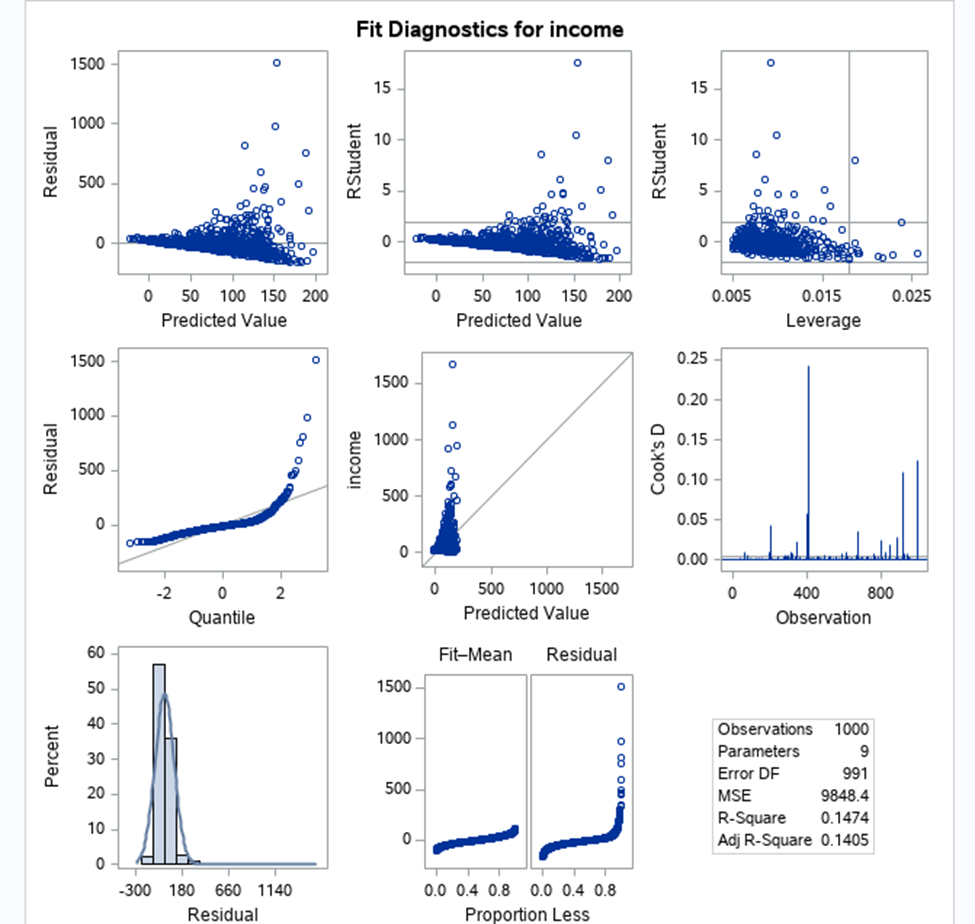 Fit Diagnostics for income
1500
1000
500
0
Residual
0 50 100 150 200
Predicted Value
15
10
5
0
RStudent
0 50 100 150 200
Predicted Value
15
10
5
0
RStudent
0.005 0.015 0.025
Leverage
1500
1000
500
0
Residual
-2 0 2
Quantile
1500
1000
500
0
income
0 500 1000 1500
Predicted Value
0.25
0.20
0.15
0.10
0.05
0.00
Cook's D
0 400 800
Observation
60
50
40
30
20
10
0
Percent
-300 180 660 1140
Residual
Fit–Mean Residual
1500
1000
500
0
0.0 0.4 0.8 0.0 0.4 0.8
Proportion Less
Observations 1000
Parameters 9
Error DF 991
MSE 9848.4
R-Square 0.1474
Adj R-Square 0.1405